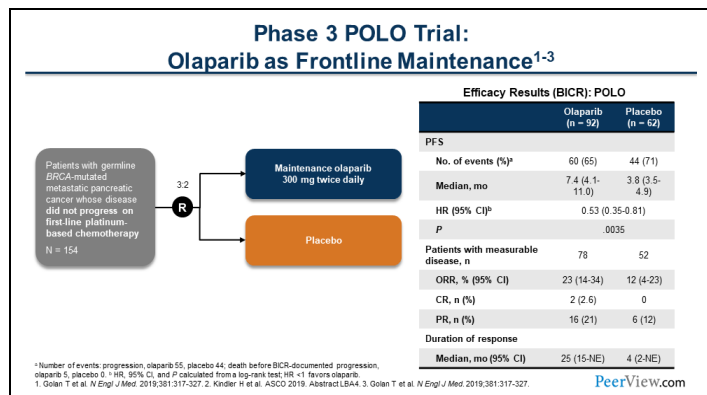 Phase 3 POLO Trial:
Olaparib as Frontline Maintenance1-3
Patients with germline
BRCA-mutated
metastatic pancreatic
cancer whose disease
did not progress on
first-line platinum-
based chemotherapy
N = 154
3:2
R
Maintenance olaparib
300 mg twice daily
Placebo
Efficacy Results (BICR): POLO
Olaparib (n = 92) Placebo (n = 62)
PFS
No. of events (%)a 60 (65) 44 (71)
Median, mo 7.4 (4.1-11.0) 3.8 (3.5-4.9)
HR (95% CI)b 0.53 (0.35-0.81)
P .0035
Patients with measurable disease, n 78 52
ORR, % (95% CI) 23 (14-34) 12 (4-23)
CR, n (%) 2 (2.6) 0
PR, n (%) 16 (21) 6 (12)
Duration of response
Median, mo (95% CI) 25 (15-NE) 4 (2-NE)
a Number of events: progression, olaparib 55, placebo 44; death before BICR-documented progression,
olaparib 5, placebo 0. b HR, 95% CI, and P calculated from a log-rank test; HR <1 favors olaparib.
1. Golan T et al. N Engl J Med. 2019;381:317-327. 2. Kindler H et al. ASCO 2019. Abstract LBA4. 3. Golan T et al. N Engl J Med. 2019;381:317-327.
PeerView.com